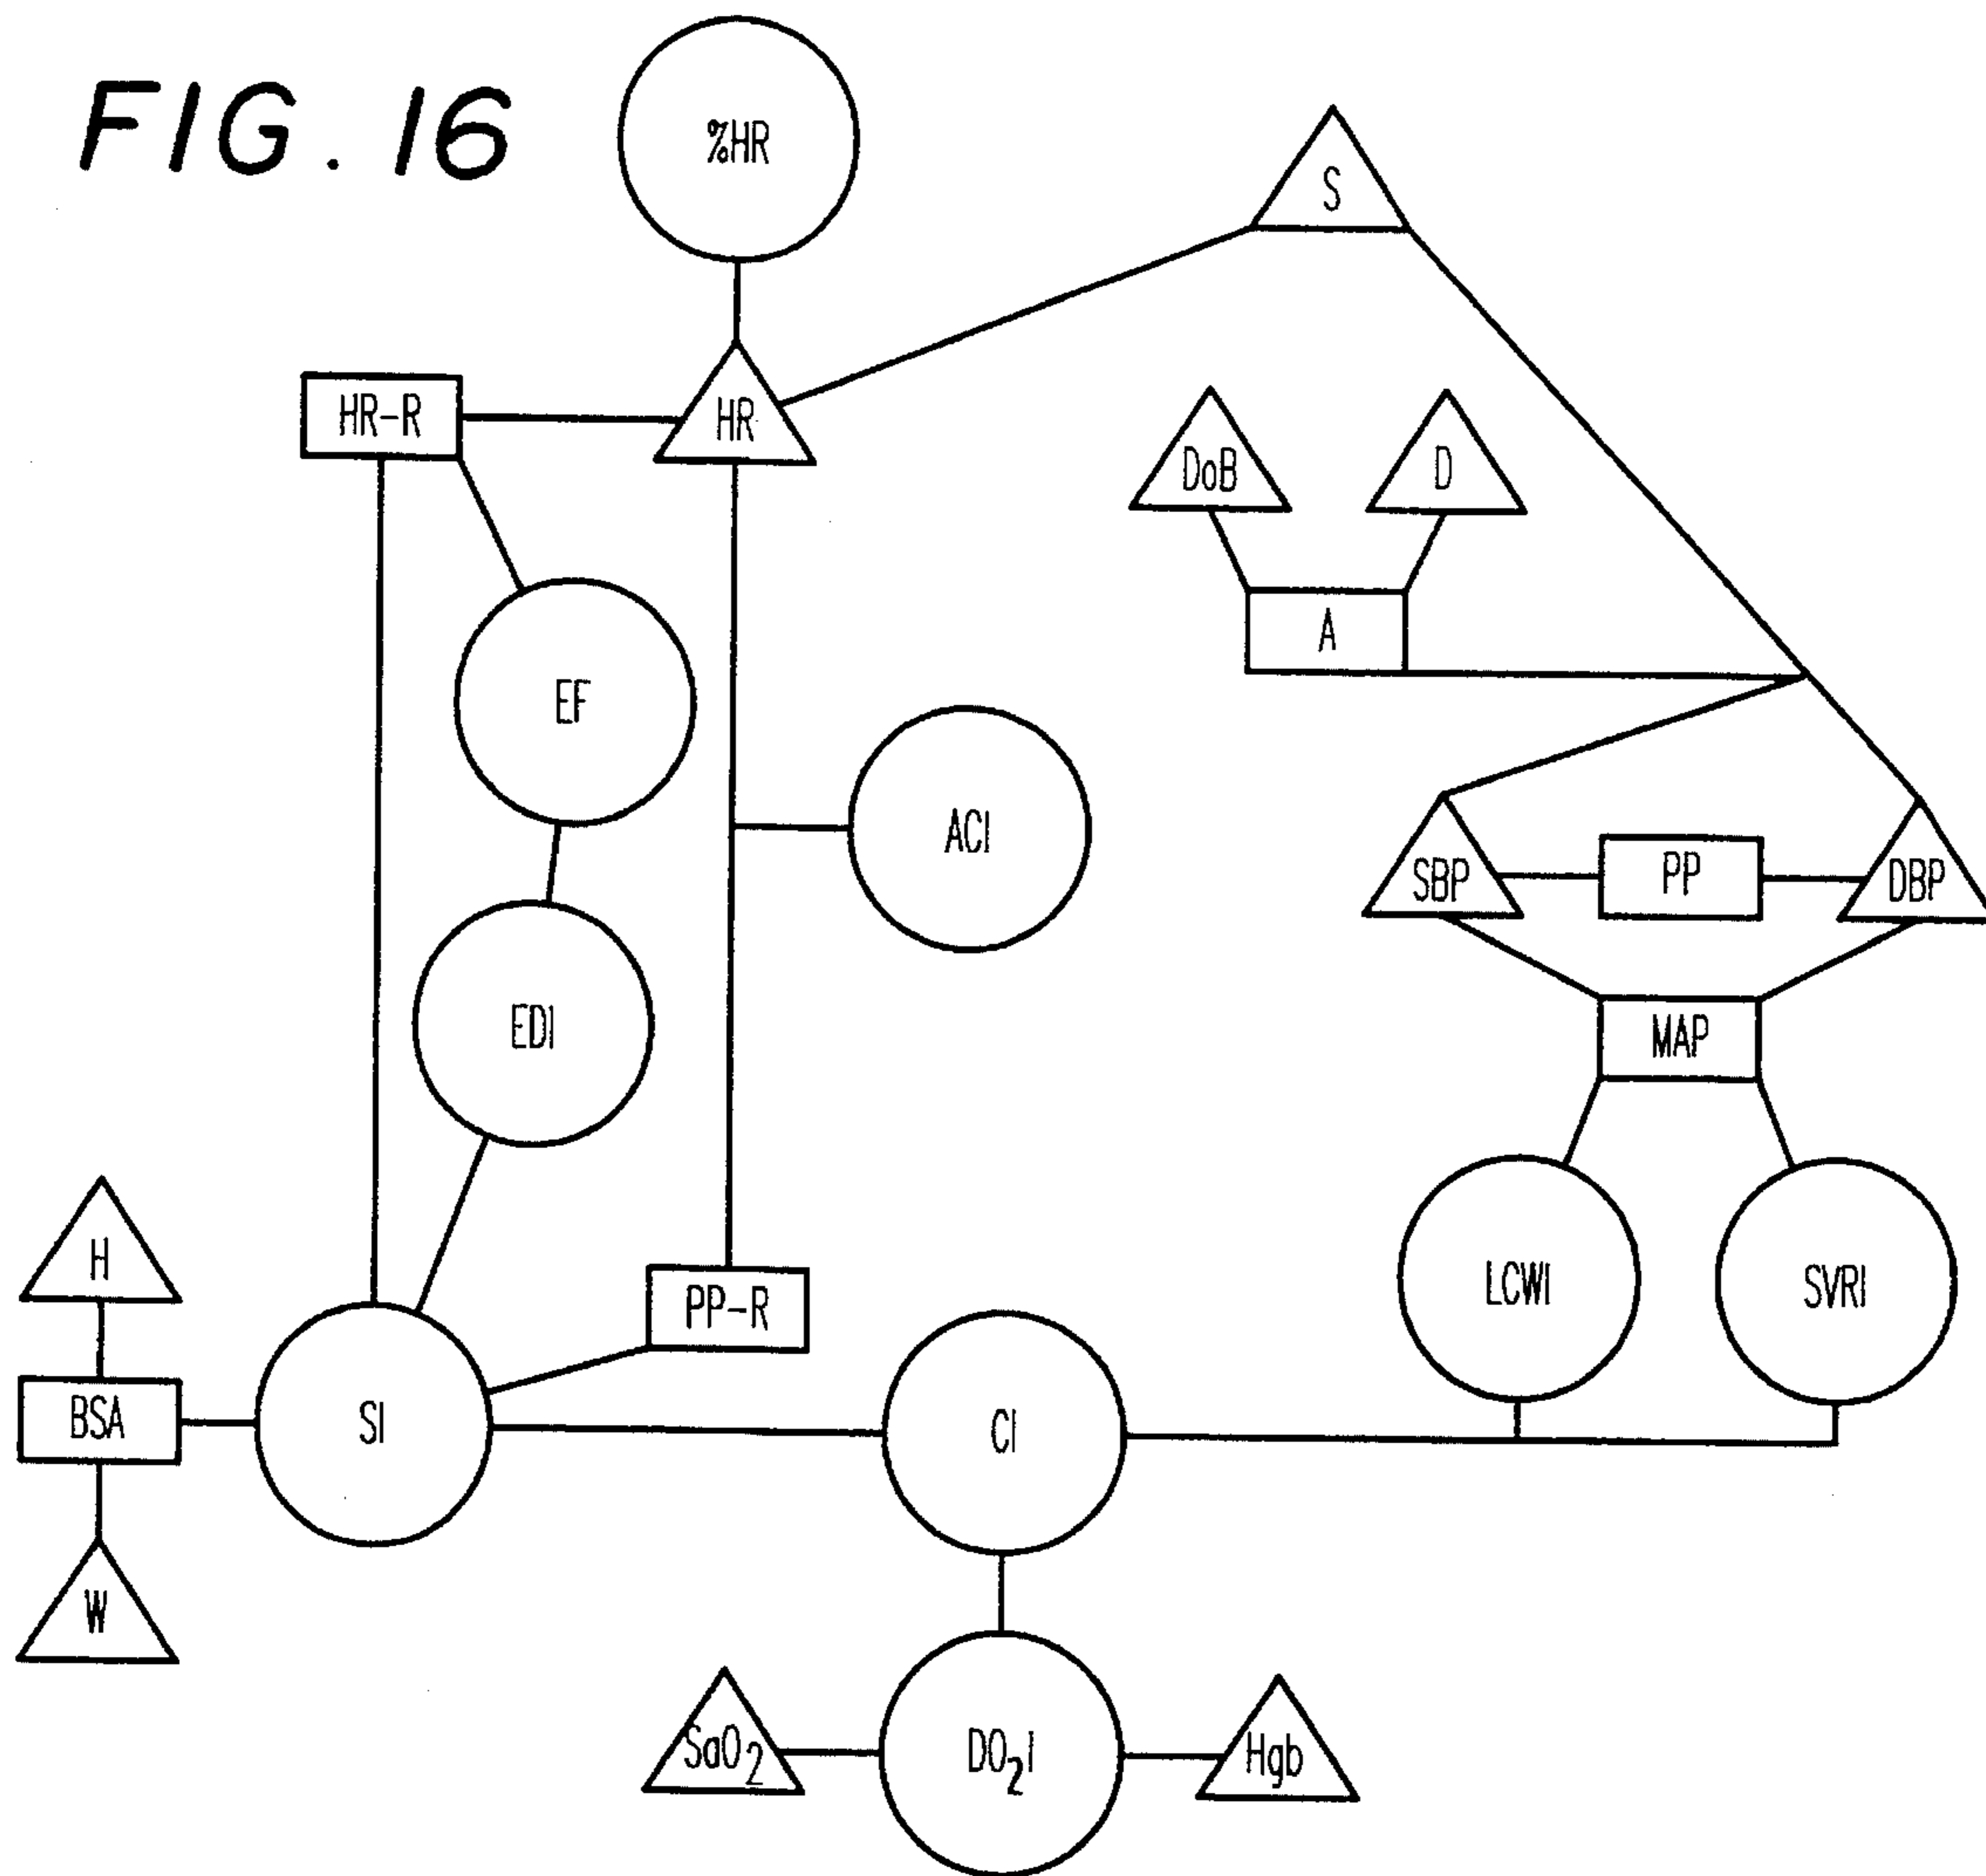 FIG. 16
%HR
S
HR-R
HR
DoB
D
A
EF
ACI
SBP
PP
DBP
EDI
MAP
H
PP-R
LCWI
SVRI
BSA
SI
CI
W
SaO2
DO2I
Hgb